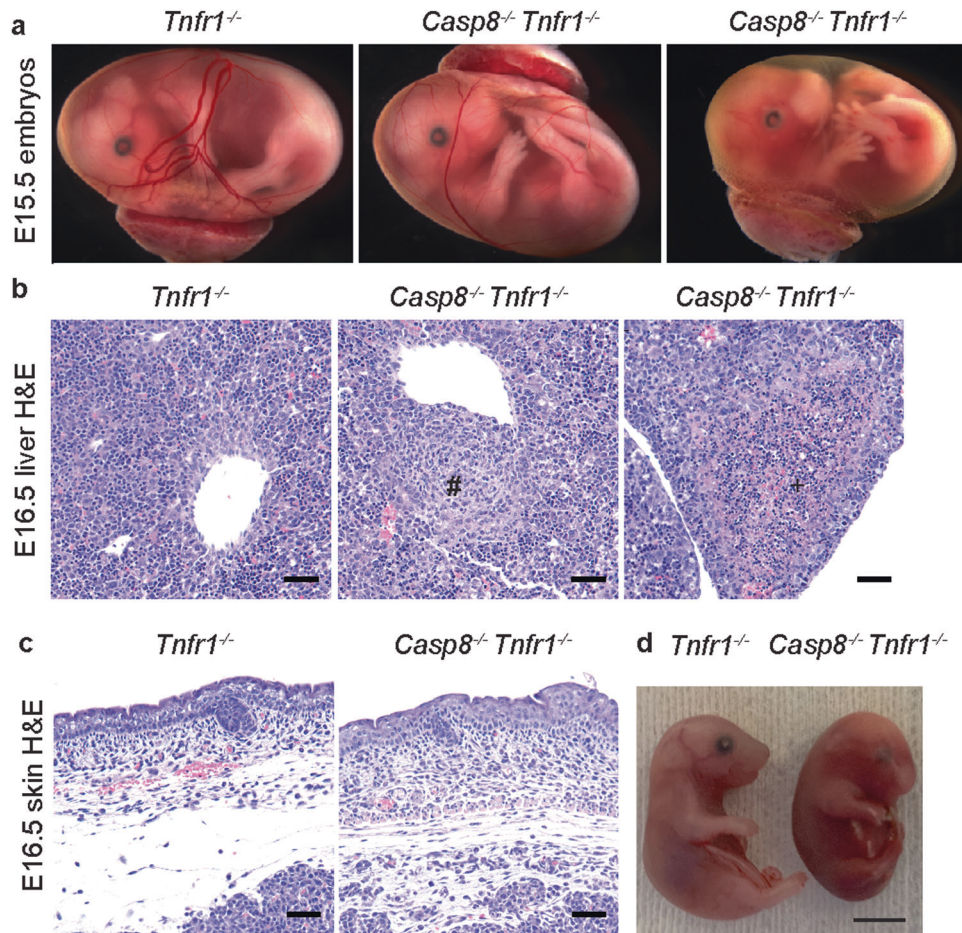 a
Tnfr1-/-
Casp8-/- Tnfr1-/-
Casp8-/- Tnfr1-/-
E15.5 embryos
b
Tnfr1-/-
Casp8-/- Tnfr1-/-
Casp8-/- Tnfr1-/-
E16.5 liver H&E
#
+
c
Tnfr1-/-
Casp8-/- Tnfr1-/-
E16.5 skin H&E
d
Tnfr1-/-
Casp8-/- Tnfr1-/-